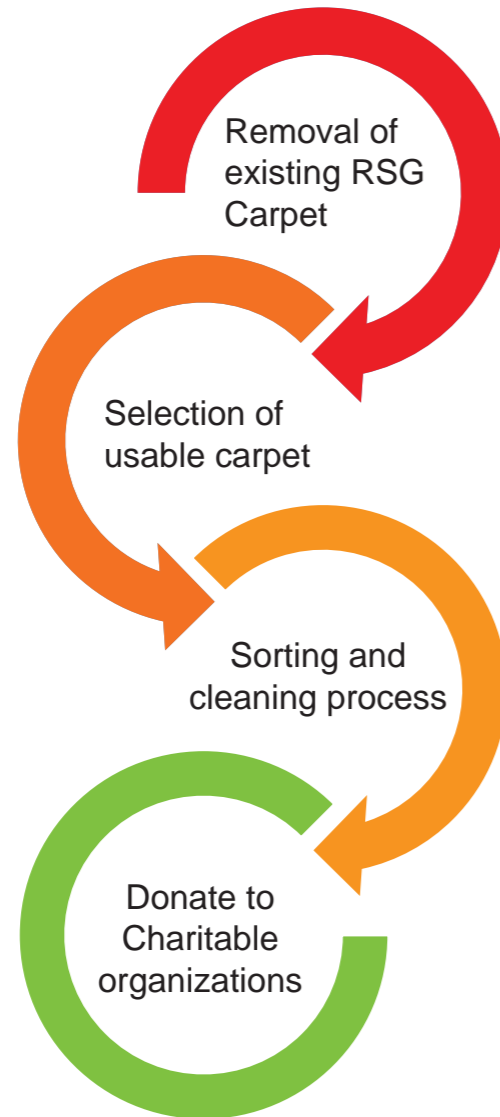 Removal of
existing RSG
Carpet
Selection of
usable carpet
Sorting and
cleaning process
Donate to
Charitable
organizations